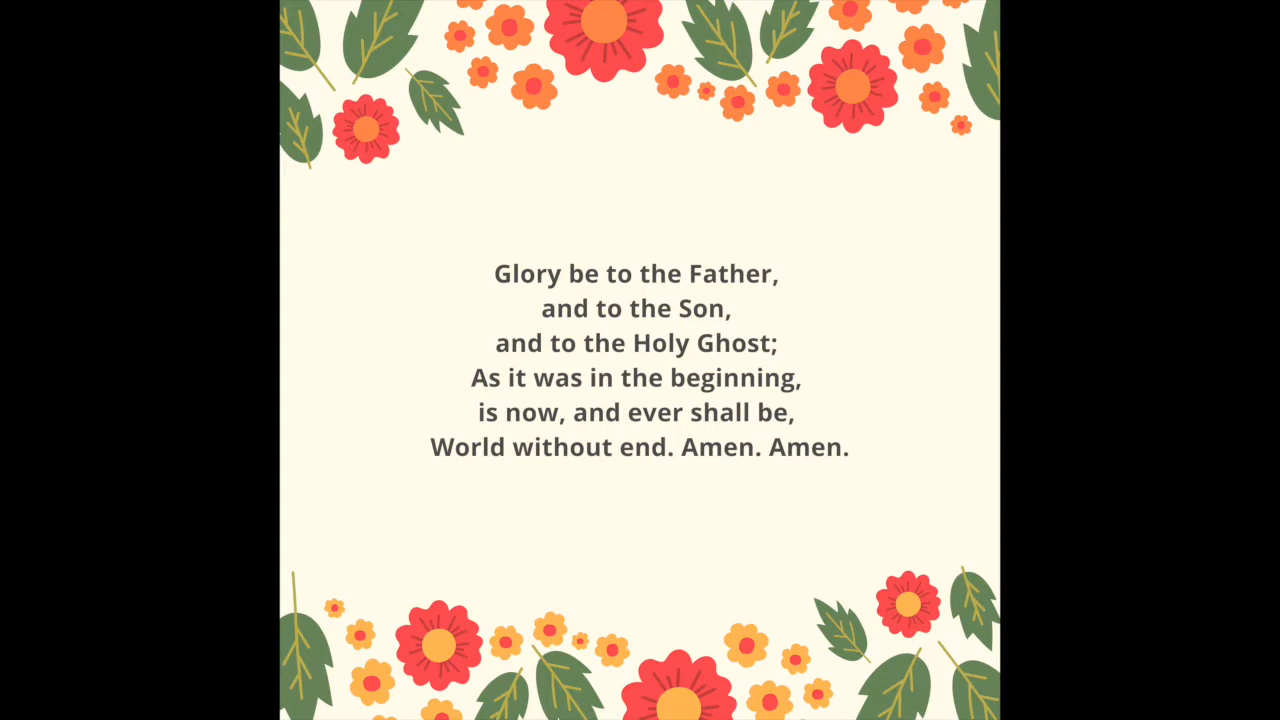 Glory be to the Father,
and to the Son,
and to the Holy Ghost;
As it was in the beginning,
is now, and ever shall be,
World without end. Amen. Amen.